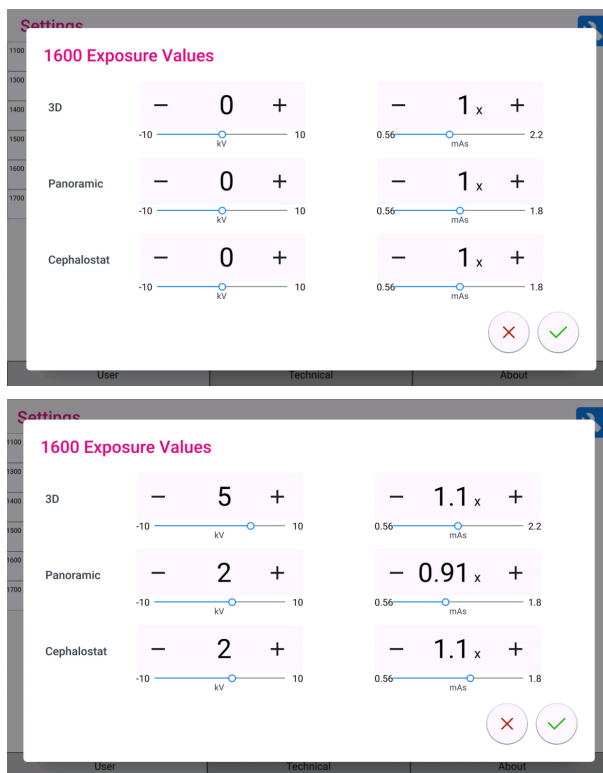 Settings
1100
1300
1400
1500
1600
1700
1600 Exposure Values
3D
− 0 +
-10 10
kV
− 1 x +
0.56 2.2
mAs
Panoramic
− 0 +
-10 10
kV
− 1 x +
0.56 1.8
mAs
Cephalostat
− 0 +
-10 10
kV
− 1 x +
0.56 1.8
mAs
User Technical About
Settings
1100
1300
1400
1500
1600
1700
1600 Exposure Values
3D
− 5 +
-10 10
kV
− 1.1 x +
0.56 2.2
mAs
Panoramic
− 2 +
-10 10
kV
− 0.91 x +
0.56 1.8
mAs
Cephalostat
− 2 +
-10 10
kV
− 1.1 x +
0.56 1.8
mAs
User Technical About